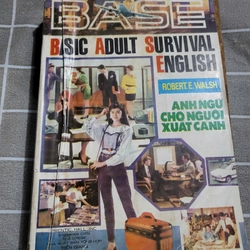 BASE
BASIC ADULT SURVIVAL
ENGLISH
ROBERT E. WALSH
ANH NGỮ
CHO NGƯỜI
XUẤT CẢNH